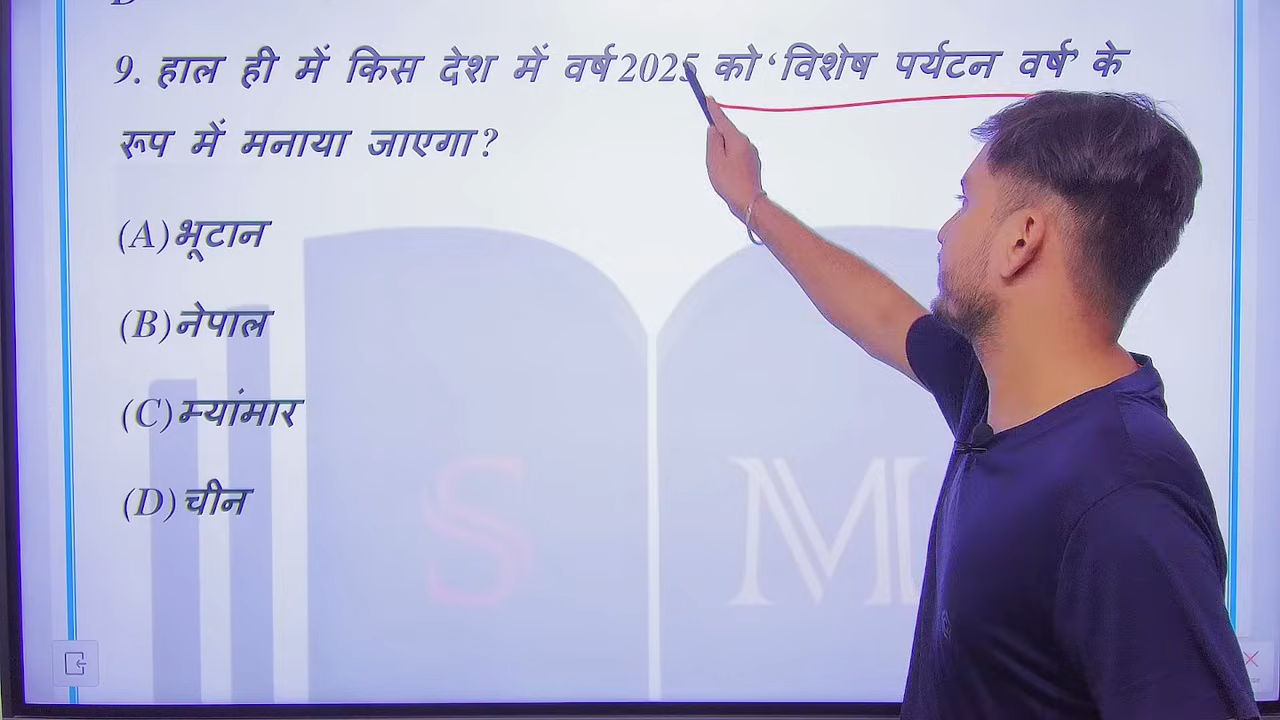 9. हाल ही में किस देश में वर्ष 2025 को ‘विशेष पर्यटन वर्ष’ के
रूप में मनाया जाएगा?
(A) भूटान
(B) नेपाल
(C) म्यांमार
(D) चीन
S M